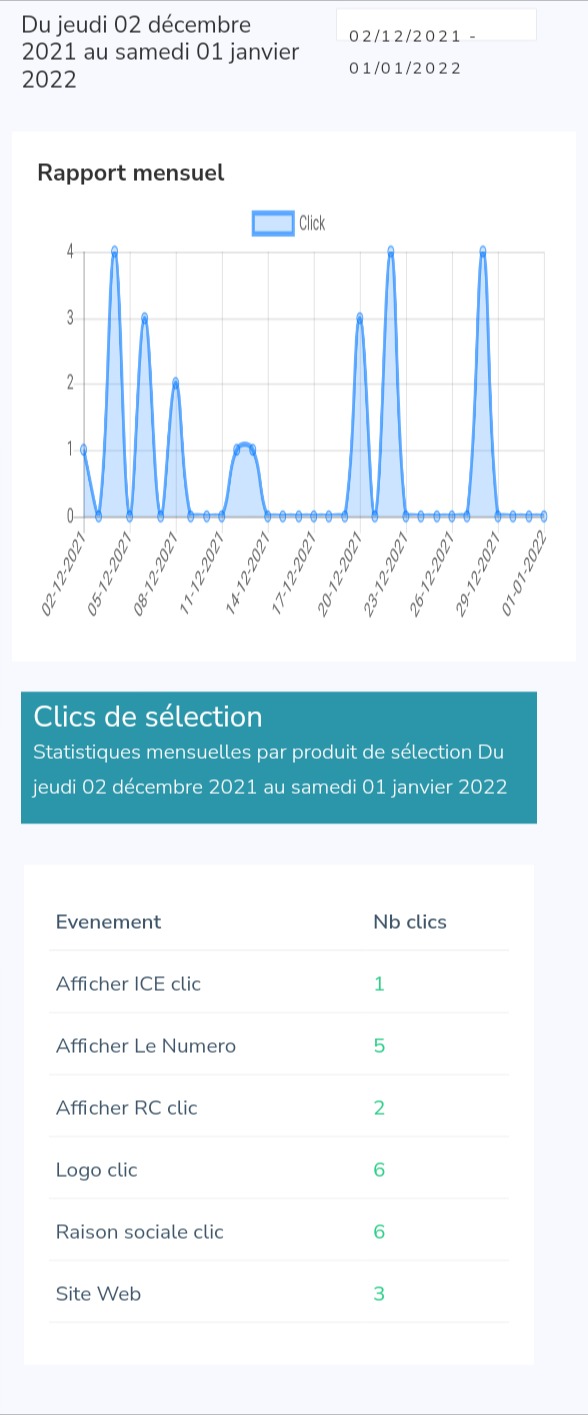 Du jeudi 02 décembre
2021 au samedi 01 janvier
2022
02/12/2021 -
01/01/2022
Rapport mensuel
Click
4
3
2
1
0
02-12-2021
05-12-2021
08-12-2021
11-12-2021
14-12-2021
17-12-2021
20-12-2021
23-12-2021
26-12-2021
29-12-2021
01-01-2022
Clics de sélection
Statistiques mensuelles par produit de sélection Du
jeudi 02 décembre 2021 au samedi 01 janvier 2022
Evenement Nb clics
Afficher ICE clic 1
Afficher Le Numero 5
Afficher RC clic 2
Logo clic 6
Raison sociale clic 6
Site Web 3